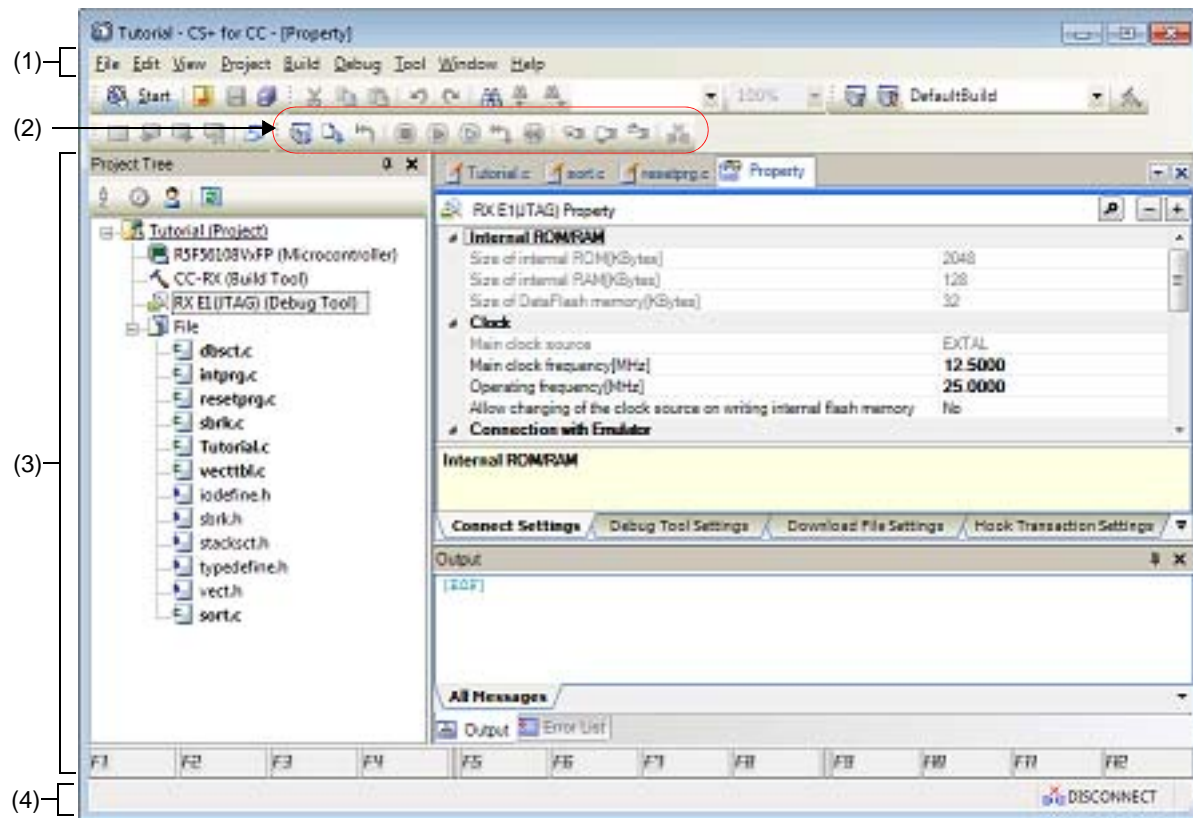 Tutorial - CS+ for CC - [Property]
(1)
File Edit View Project Build Debug Tool Window Help
Start 100% DefaultBuild
(2)
Project Tree
Tutorial.c sort.c resetprg.c Property
RX E1(JTAG) Property
Tutorial (Project)
R5F56108VxFP (Microcontroller)
CC-RX (Build Tool)
RX E1(JTAG) (Debug Tool)
File
dbsct.c
intprg.c
resetprg.c
sbrk.c
Tutorial.c
vecttbl.c
iodefine.h
sbrk.h
stacksct.h
typedefine.h
vect.h
sort.c
(3)
Internal ROM/RAM
Size of internal ROM[KBytes] 2048
Size of internal RAM[KBytes] 128
Size of DataFlash memory[KBytes] 32
Clock
Main clock source EXTAL
Main clock frequency[MHz] 12.5000
Operating frequency[MHz] 25.0000
Allow changing of the clock source on writing internal flash memory No
Connection with Emulator
Internal ROM/RAM
Connect Settings Debug Tool Settings Download File Settings Hook Transaction Settings
Output
[EOF]
All Messages
Output Error List
F1 F2 F3 F4 F5 F6 F7 F8 F9 F10 F11 F12
(4)
DISCONNECT